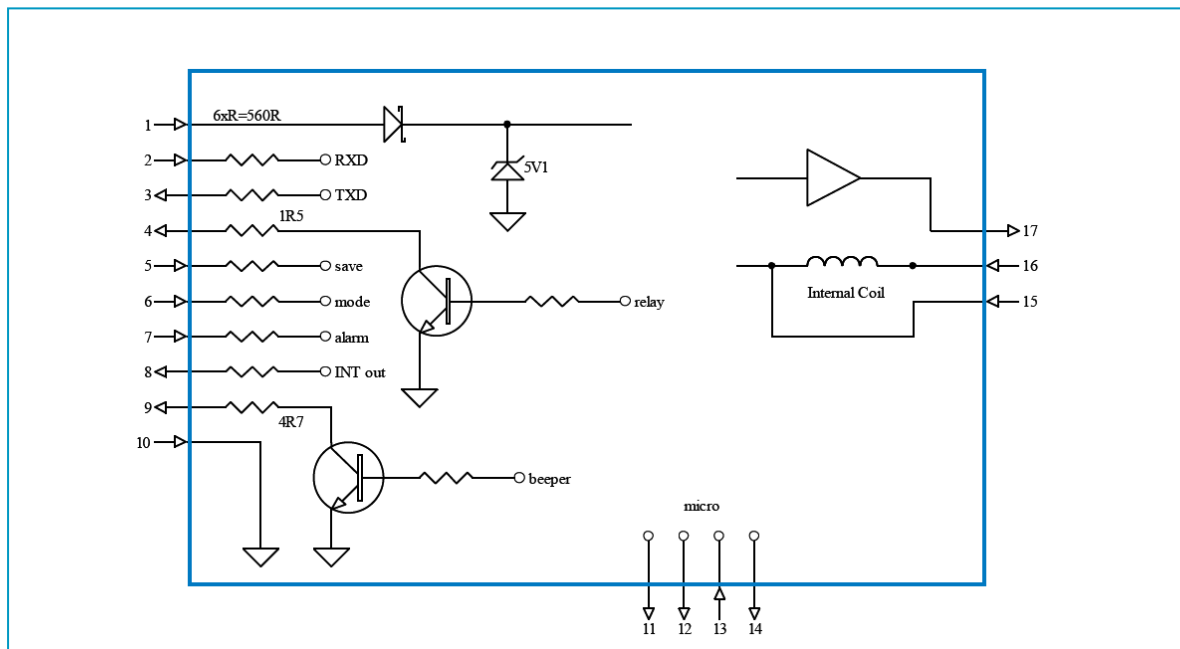 1
6xR=560R
2
RXD
5V1
3
TXD
1R5
4
17
5
save
16
Internal Coil
6
mode
relay
15
7
alarm
8
INT out
9
4R7
10
beeper
micro
11
12
13
14